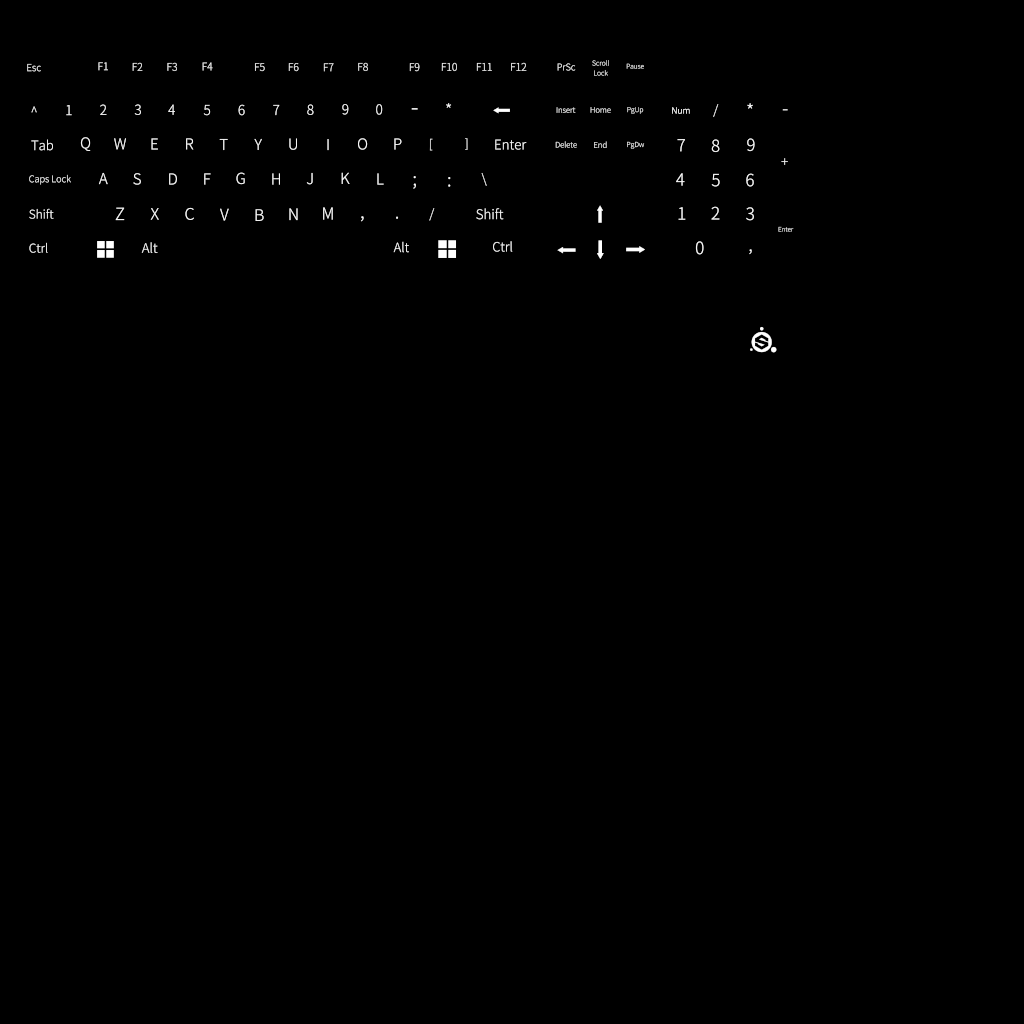 Esc F1 F2 F3 F4 F5 F6 F7 F8 F9 F10 F11 F12 PrSc Scroll Lock Pause
^ 1 2 3 4 5 6 7 8 9 0 - * ← Insert Home PgUp Num / * -
Tab Q W E R T Y U I O P [ ] Enter Delete End PgDw 7 8 9 +
Caps Lock A S D F G H J K L ; : \ 4 5 6
Shift Z X C V B N M , . / Shift ↑ 1 2 3 Enter
Ctrl Alt Alt Ctrl ← ↓ → 0 ,